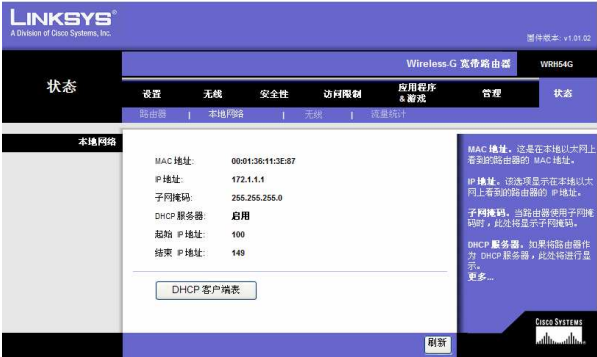 LINKSYS®
A Division of Cisco Systems, Inc.
固件版本: v1.01.02
Wireless-G 宽带路由器 WRH54G
状态
设置 无线 安全性 访问限制 应用程序 & 游戏 管理 状态
路由器 | 本地网络 | 无线 | 流量统计
本地网络
MAC 地址: 00:01:36:11:3E:87
IP 地址: 172.1.1.1
子网掩码: 255.255.255.0
DHCP 服务器: 启用
起始 IP 地址: 100
结束 IP 地址: 149
DHCP 客户端表
MAC 地址。这是在本地以太网上
看到的路由器的 MAC 地址。
IP 地址。该选项显示在本地以太
网上看到的路由器的 IP 地址。
子网掩码。当路由器使用子网掩
码时，此处将显示子网掩码。
DHCP 服务器。如果将路由器作
为 DHCP 服务器，此处将进行显
示。
更多...
刷新
CISCO SYSTEMS